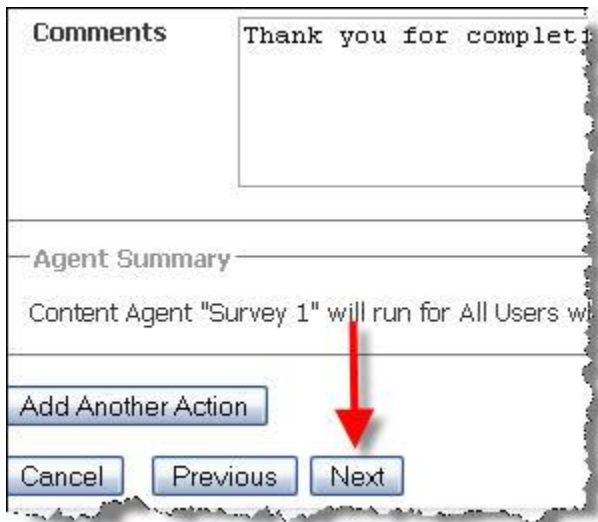 Comments
Thank you for completi
Agent Summary
Content Agent "Survey 1" will run for All Users
Add Another Action
Cancel Previous Next